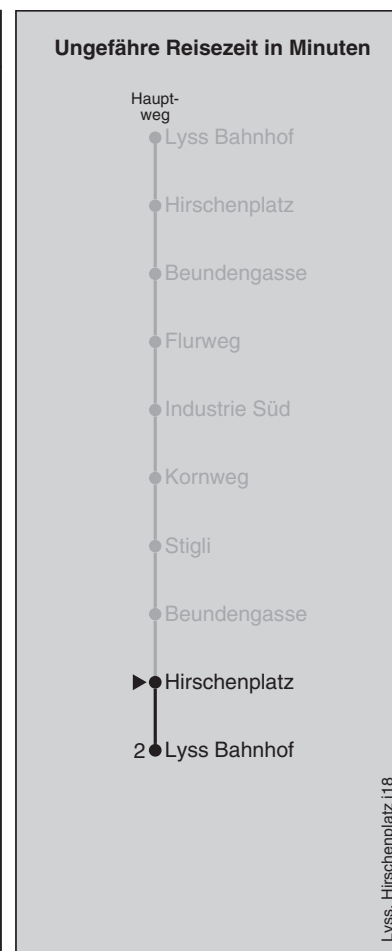 Ungefähre Reisezeit in Minuten
Haupt-
weg
Lyss Bahnhof
Hirschenplatz
Beundengasse
Flurweg
Industrie Süd
Kornweg
Stigli
Beundengasse
Hirschenplatz
2 Lyss Bahnhof
Lyss, Hirschenplatz j18